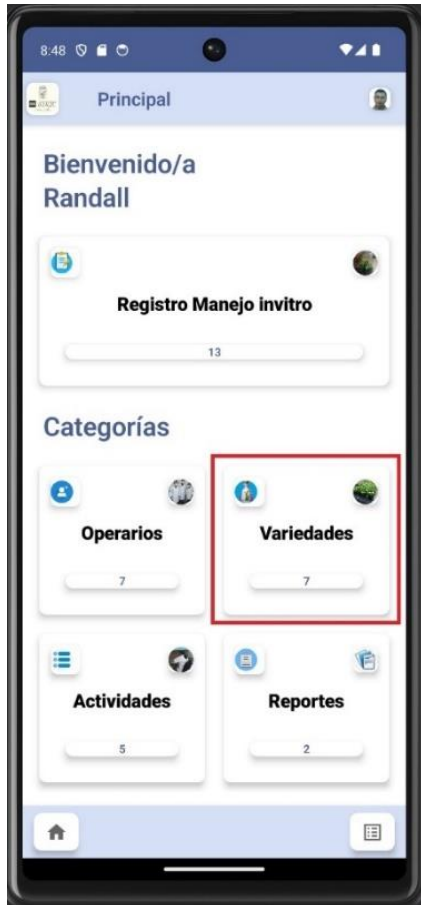 8:48
Principal
Bienvenido/a
Randall
Registro Manejo invitro
13
Categorías
Operarios
Variedades
7
7
Actividades
Reportes
5
2